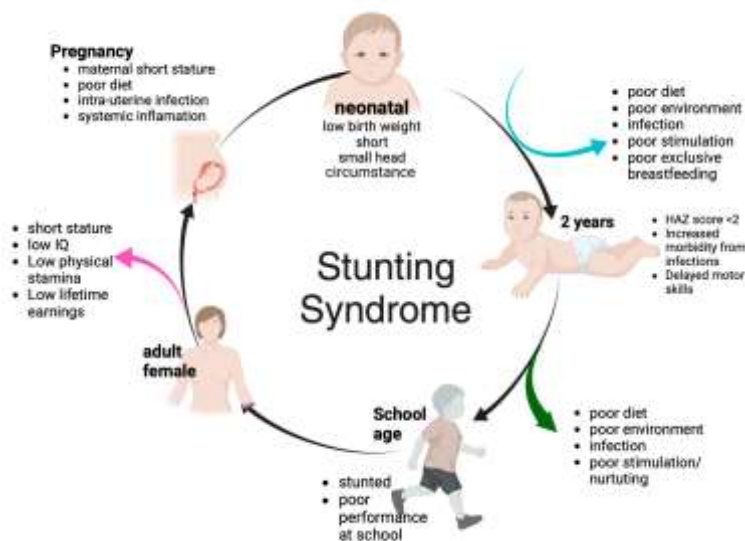 Pregnancy
• maternal short stature
• poor diet
• intra-uterine infection
• systemic inflamation
neonatal
low birth weight
short
small head
circumstance
• poor diet
• poor environment
• infection
• poor stimulation
• poor exclusive
breastfeeding
2 years
• HAZ score <2
• Increased
morbidity from
infections
• Delayed motor
skills
Stunting
Syndrome
• short stature
• low IQ
• Low physical
stamina
• Low lifetime
earnings
adult
female
School
age
• stunted
• poor
performance
at school
• poor diet
• poor environment
• infection
• poor stimulation/
nurtuting